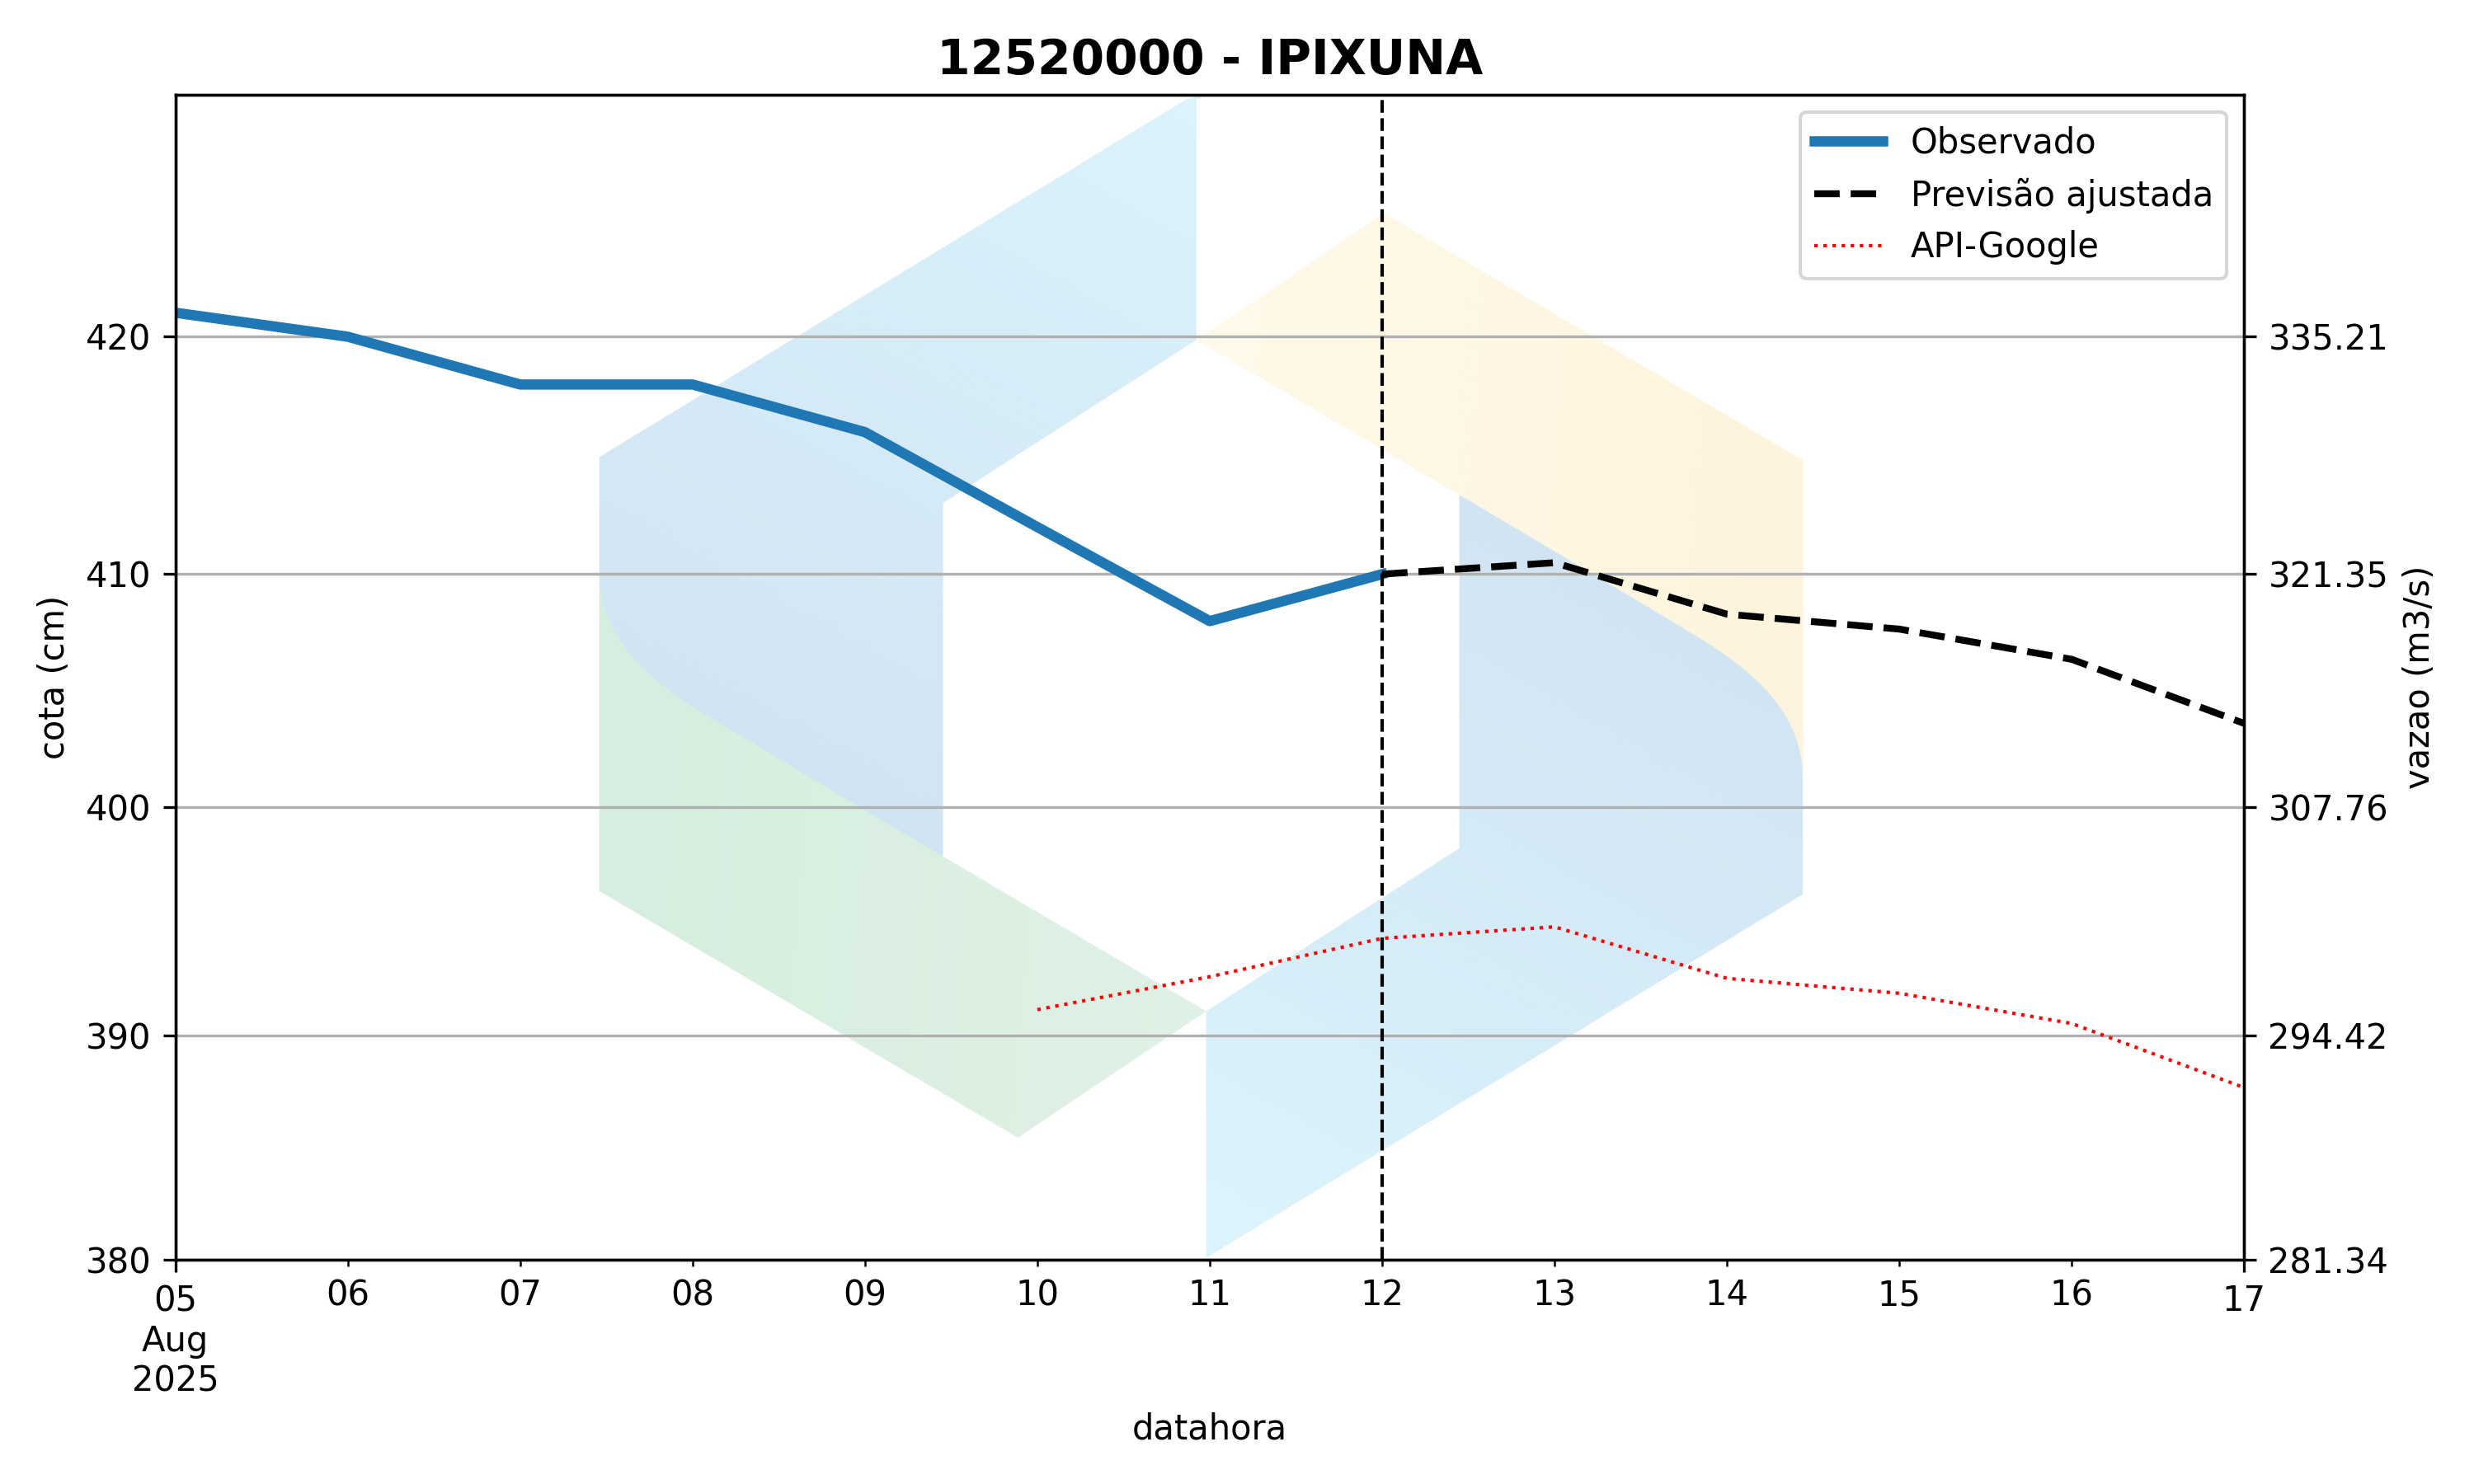 12520000 - IPIXUNA
Observado
Previsão ajustada
API-Google
420
410
400
390
380
cota (cm)
335.21
321.35
307.76
294.42
281.34
vazao (m3/s)
05 06 07 08 09 10 11 12 13 14 15 16 17
Aug
2025
datahora